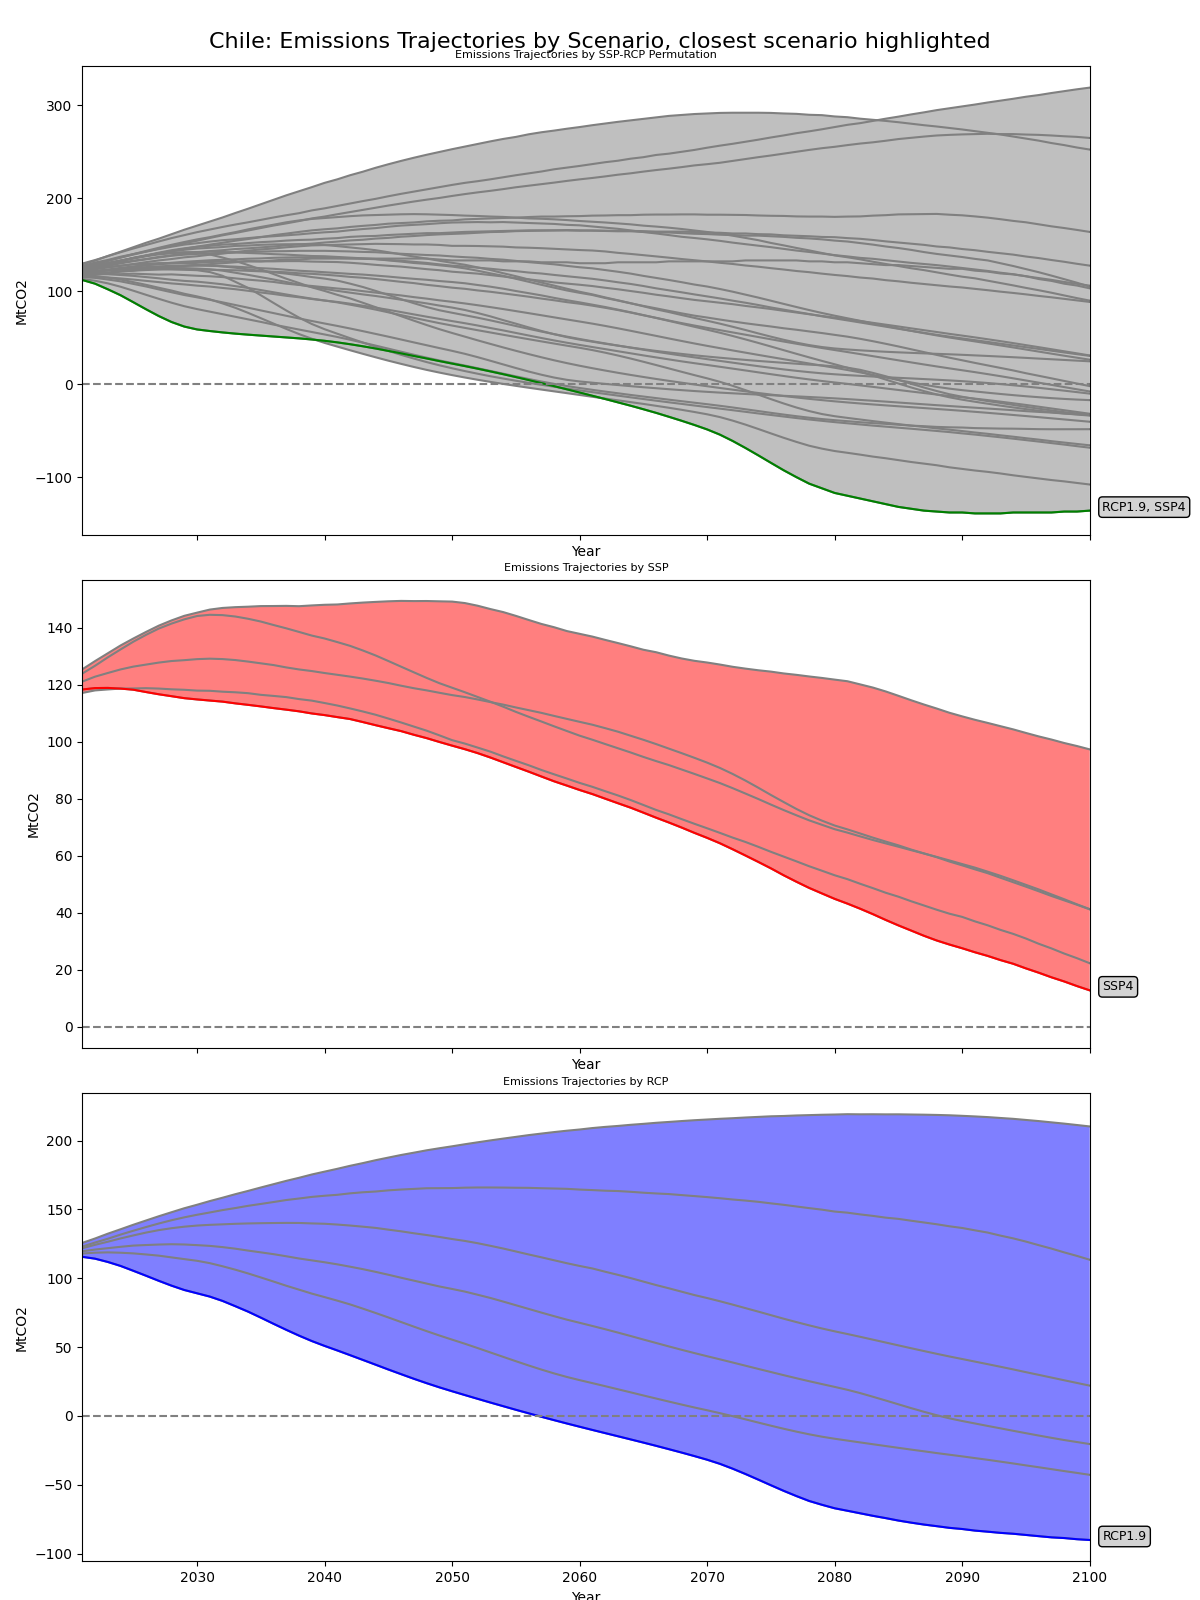 Chile: Emissions Trajectories by Scenario, closest scenario highlighted
Emissions Trajectories by SSP-RCP Permutation
300
200
100
0
−100
MtCO2
RCP1.9, SSP4
Year
Emissions Trajectories by SSP
140
120
100
80
60
40
20
0
MtCO2
SSP4
Year
Emissions Trajectories by RCP
200
150
100
50
0
−50
−100
MtCO2
RCP1.9
2030 2040 2050 2060 2070 2080 2090 2100
Year